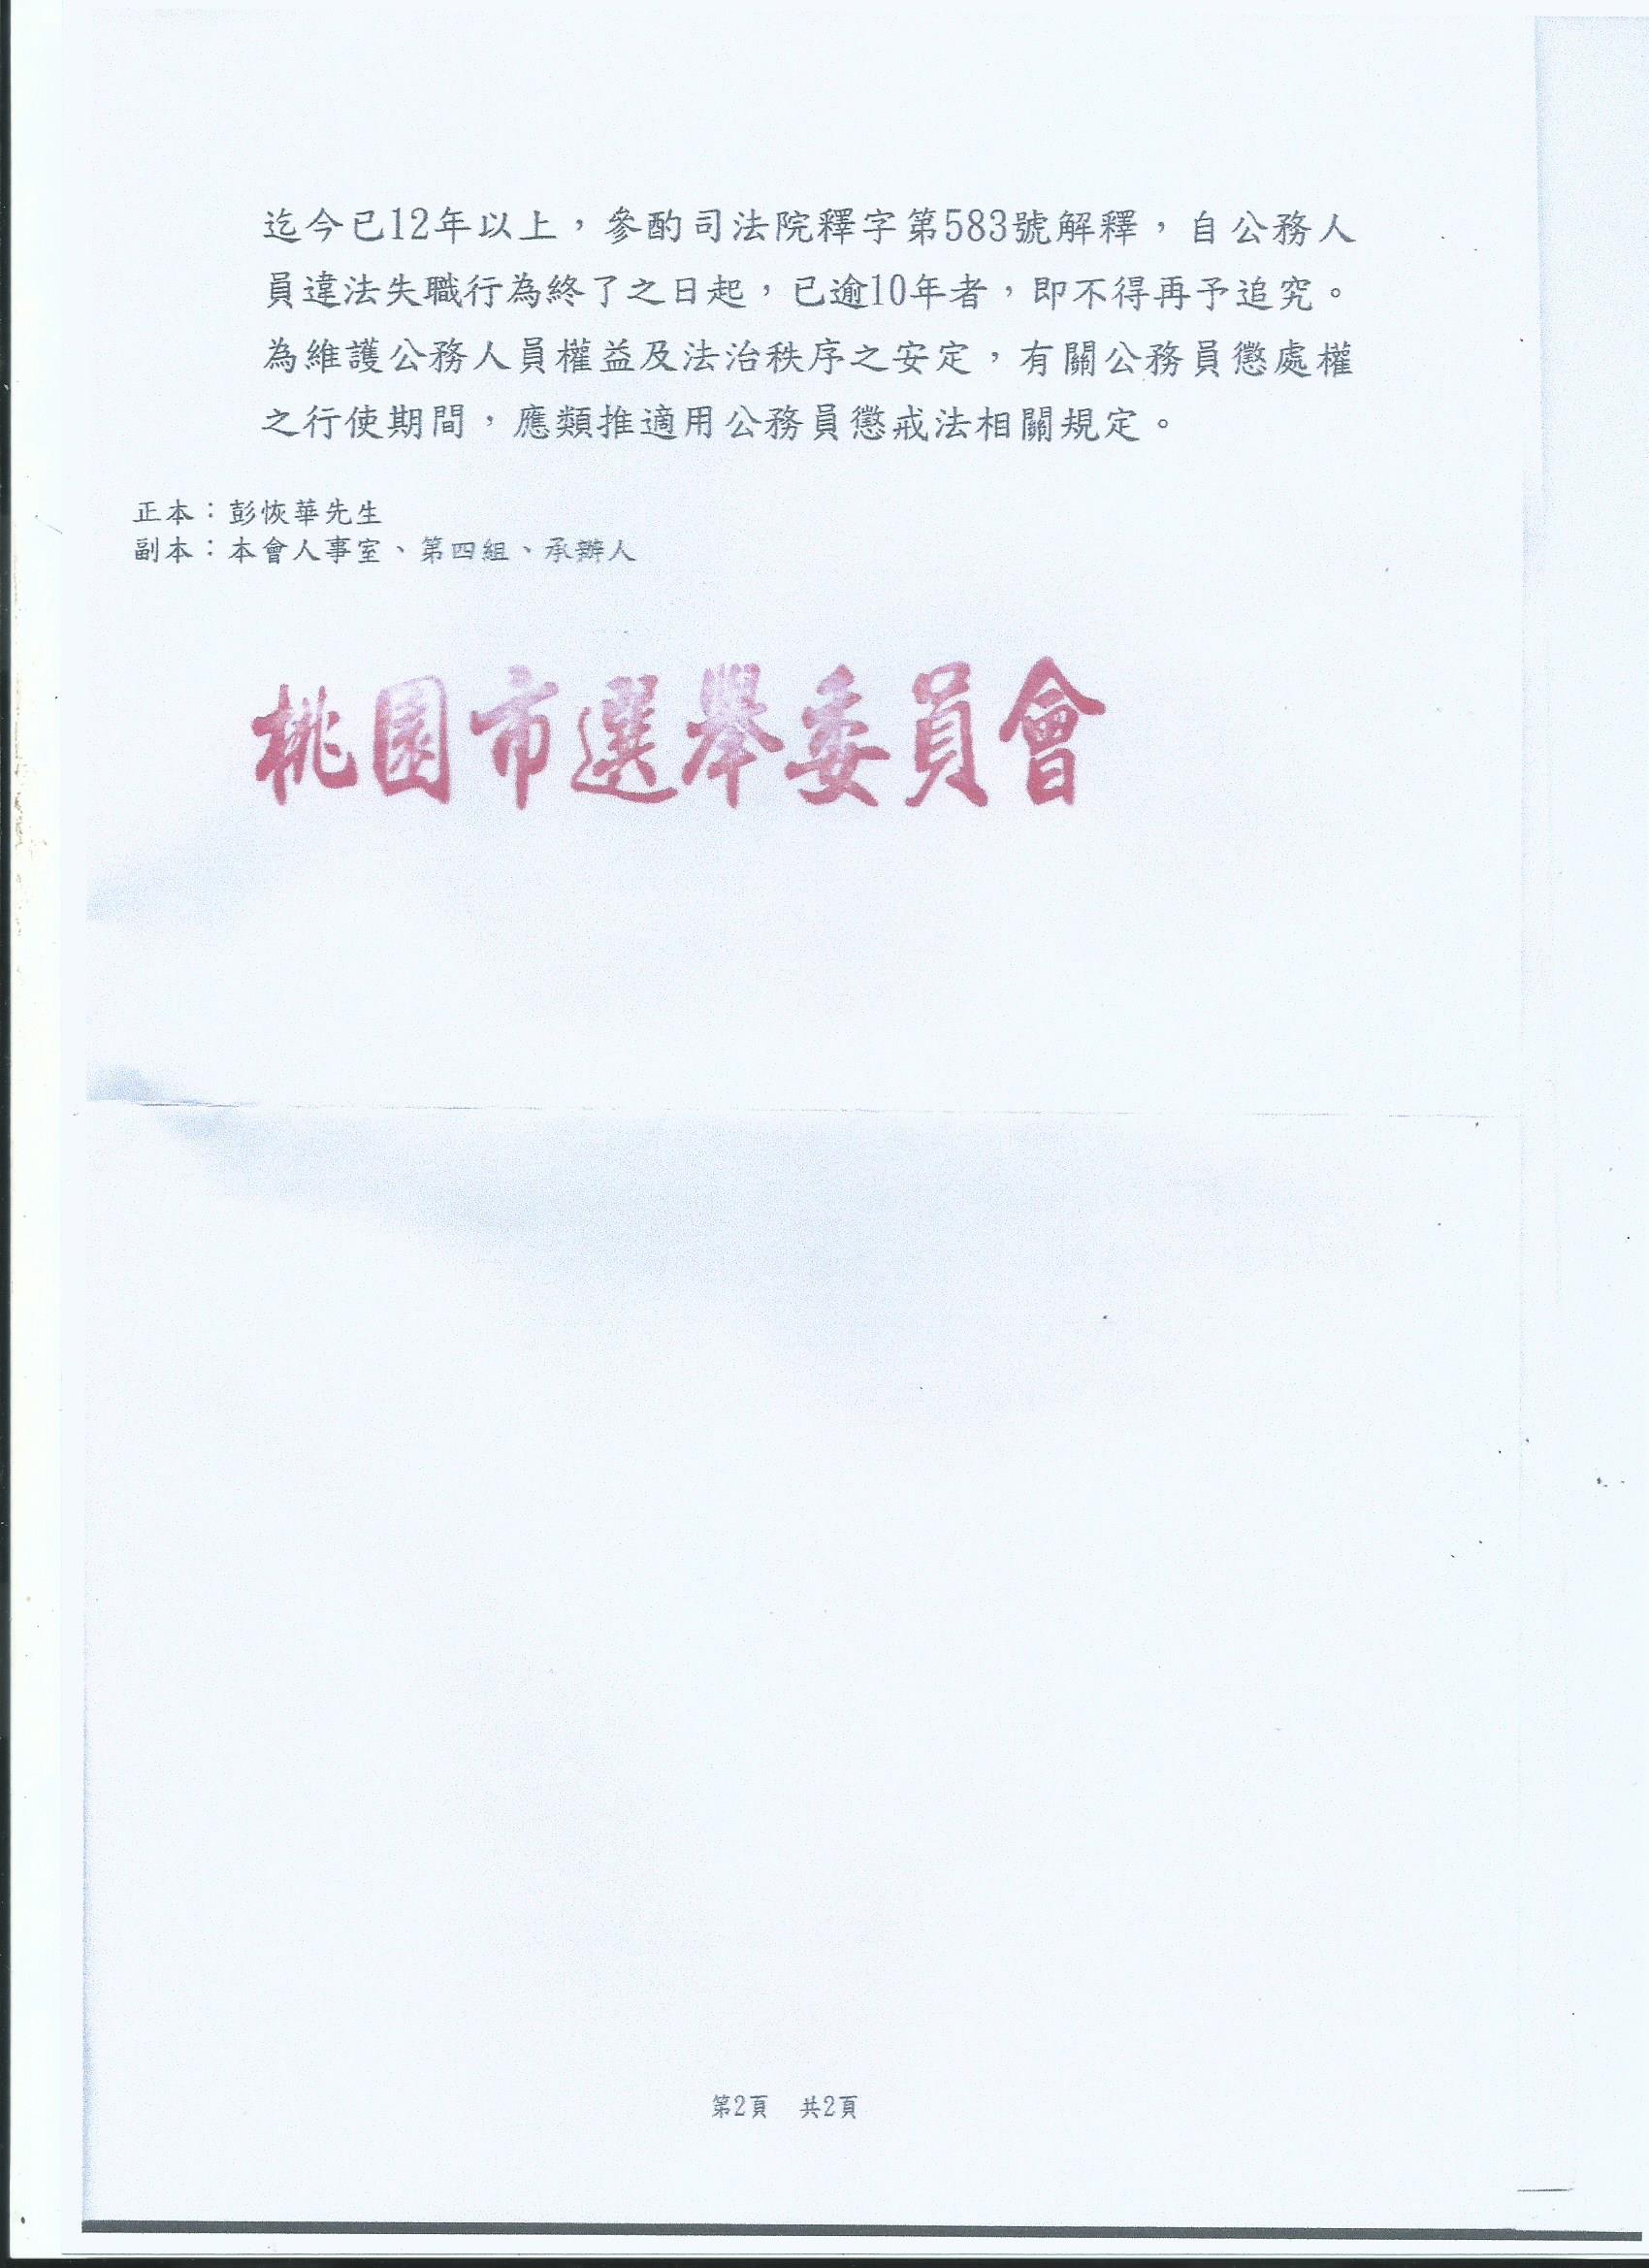 迄今已12年以上，參酌司法院釋字第583號解釋，自公務人
員違法失職行為終了之日起，已逾10年者，即不得再予追究。
為維護公務人員權益及法治秩序之安定，有關公務員懲處權
之行使期間，應類推適用公務員懲戒法相關規定。
正本：彭恢華先生
副本：本會人事室、第四組、承辦人
桃園市選舉委員會
第2頁　共2頁